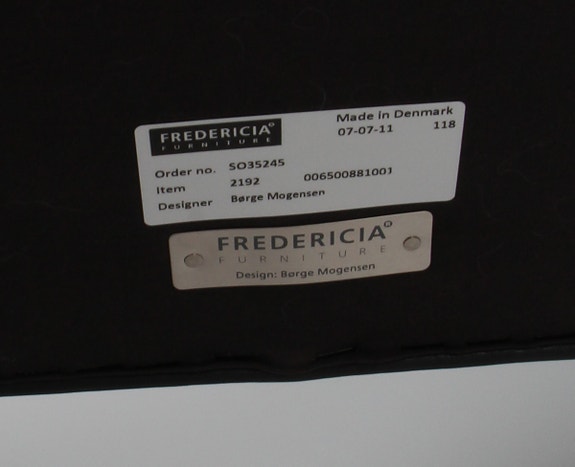 FREDERICIA®
FURNITURE
Made in Denmark
07-07-11 118
Order no. SO35245
Item 2192 006500881001
Designer Børge Mogensen
FREDERICIA®
FURNITURE
Design: Børge Mogensen